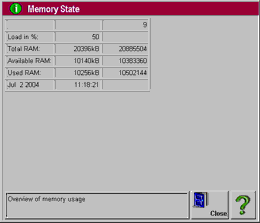 Memory State
9
Load in %: 50
Total RAM: 20396kB 20885504
Available RAM: 10140kB 10383360
Used RAM: 10256kB 10502144
Jul 2 2004 11:18:21
Overview of memory usage
Close